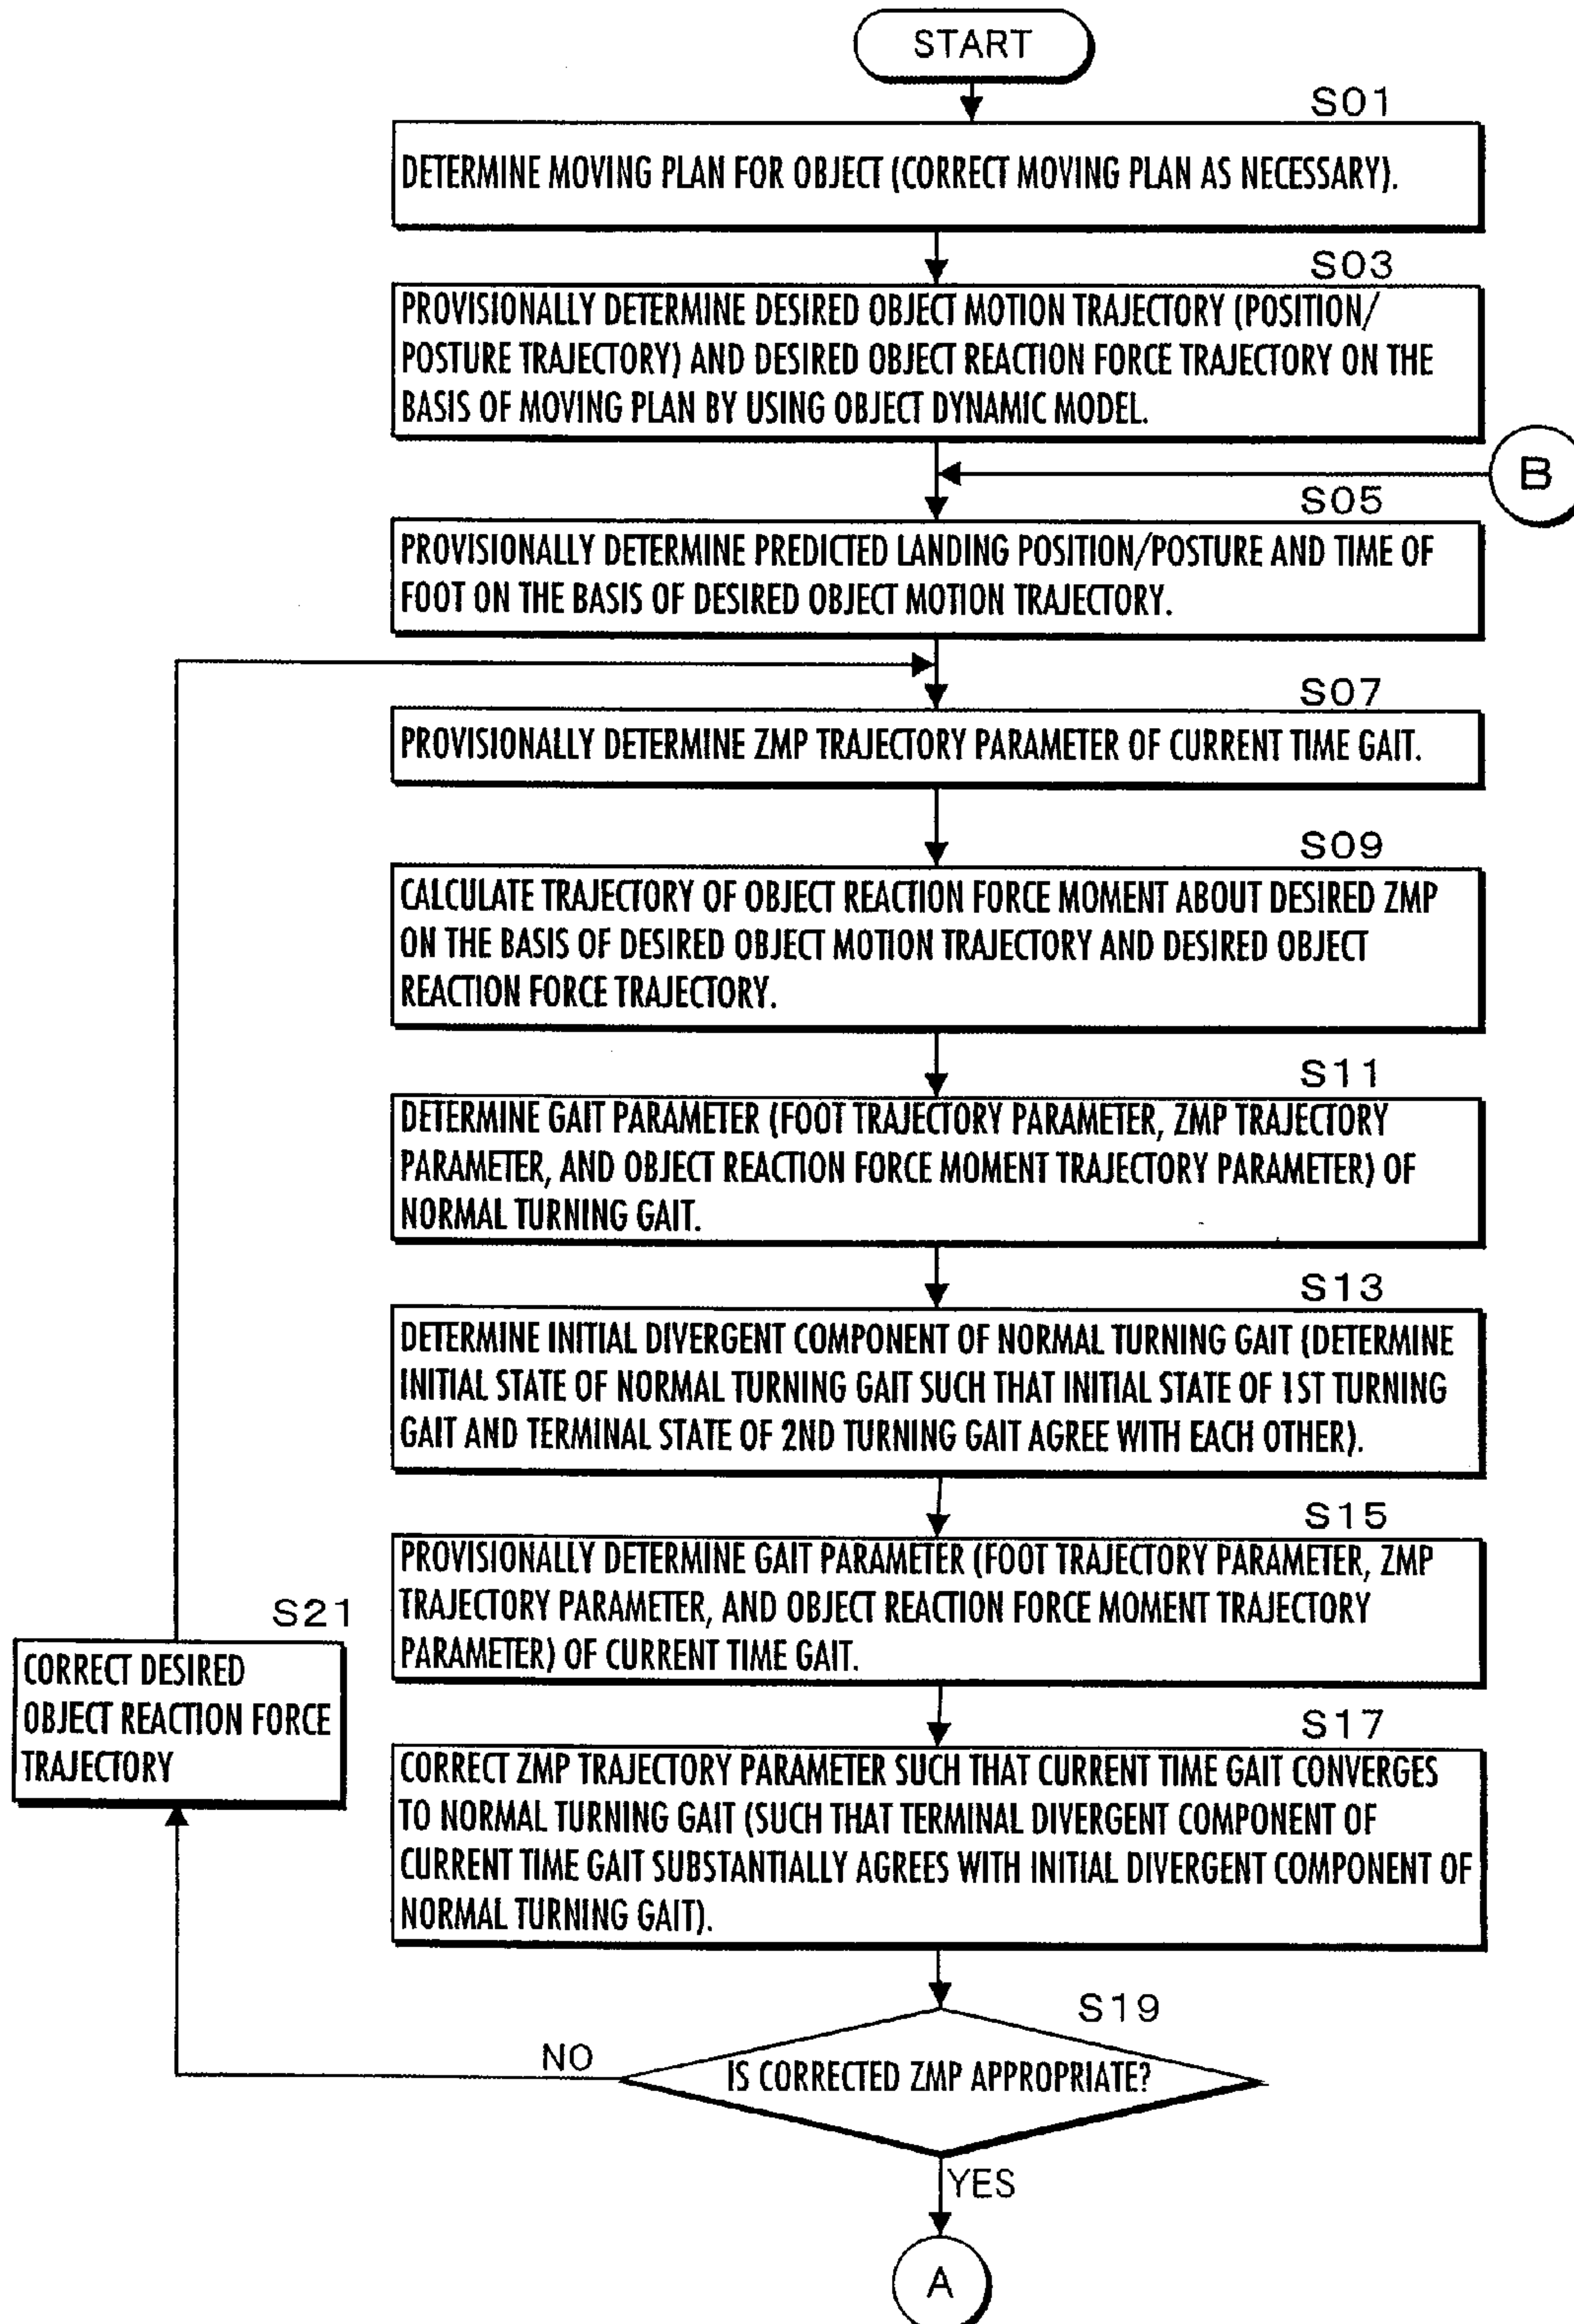 START
S01
DETERMINE MOVING PLAN FOR OBJECT (CORRECT MOVING PLAN AS NECESSARY).
S03
PROVISIONALLY DETERMINE DESIRED OBJECT MOTION TRAJECTORY (POSITION/
POSTURE TRAJECTORY) AND DESIRED OBJECT REACTION FORCE TRAJECTORY ON THE
BASIS OF MOVING PLAN BY USING OBJECT DYNAMIC MODEL.
B
S05
PROVISIONALLY DETERMINE PREDICTED LANDING POSITION/POSTURE AND TIME OF
FOOT ON THE BASIS OF DESIRED OBJECT MOTION TRAJECTORY.
S07
PROVISIONALLY DETERMINE ZMP TRAJECTORY PARAMETER OF CURRENT TIME GAIT.
S09
CALCULATE TRAJECTORY OF OBJECT REACTION FORCE MOMENT ABOUT DESIRED ZMP
ON THE BASIS OF DESIRED OBJECT MOTION TRAJECTORY AND DESIRED OBJECT
REACTION FORCE TRAJECTORY.
S11
DETERMINE GAIT PARAMETER (FOOT TRAJECTORY PARAMETER, ZMP TRAJECTORY
PARAMETER, AND OBJECT REACTION FORCE MOMENT TRAJECTORY PARAMETER) OF
NORMAL TURNING GAIT.
S13
DETERMINE INITIAL DIVERGENT COMPONENT OF NORMAL TURNING GAIT (DETERMINE
INITIAL STATE OF NORMAL TURNING GAIT SUCH THAT INITIAL STATE OF 1ST TURNING
GAIT AND TERMINAL STATE OF 2ND TURNING GAIT AGREE WITH EACH OTHER).
S15
PROVISIONALLY DETERMINE GAIT PARAMETER (FOOT TRAJECTORY PARAMETER, ZMP
TRAJECTORY PARAMETER, AND OBJECT REACTION FORCE MOMENT TRAJECTORY
PARAMETER) OF CURRENT TIME GAIT.
S21
CORRECT DESIRED
OBJECT REACTION FORCE
TRAJECTORY
S17
CORRECT ZMP TRAJECTORY PARAMETER SUCH THAT CURRENT TIME GAIT CONVERGES
TO NORMAL TURNING GAIT (SUCH THAT TERMINAL DIVERGENT COMPONENT OF
CURRENT TIME GAIT SUBSTANTIALLY AGREES WITH INITIAL DIVERGENT COMPONENT OF
NORMAL TURNING GAIT).
S19
NO
IS CORRECTED ZMP APPROPRIATE?
YES
A